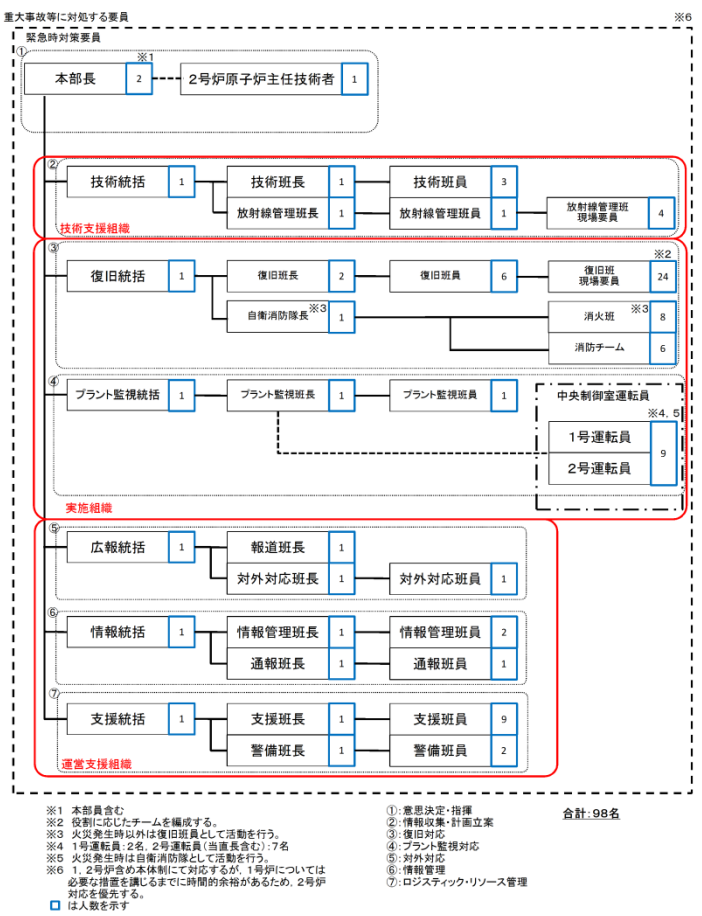 重大事故等に対処する要員
※6
緊急時対策要員
①
※1
本部長 2
2号炉原子炉主任技術者 1
②
技術統括 1
技術班長 1
技術班員 3
放射線管理班長 1
放射線管理班員 1
放射線管理班
現場要員 4
技術支援組織
③
※2
復旧統括 1
復旧班長 2
復旧班員 6
復旧班
現場要員 24
自衛消防隊長 ※3 1
消火班 ※3 8
消防チーム 6
④
プラント監視統括 1
プラント監視班長 1
プラント監視班員 1
中央制御室運転員
※4, 5
1号運転員
9
2号運転員
実施組織
⑤
広報統括 1
報道班長 1
対外対応班長 1
対外対応班員 1
⑥
情報統括 1
情報管理班長 1
情報管理班員 2
通報班長 1
通報班員 1
⑦
支援統括 1
支援班長 1
支援班員 9
警備班長 1
警備班員 2
運営支援組織
※1 本部員含む
※2 役割に応じたチームを編成する。
※3 火災発生時以外は復旧班員として活動を行う。
※4 1号運転員:2名, 2号運転員(当直長含む):7名
※5 火災発生時は自衛消防隊として活動を行う。
※6 1, 2号炉含め本体制にて対応するが, 1号炉については
必要な措置を講じるまでに時間的余裕があるため, 2号炉
対応を優先する。
は人数を示す
①:意思決定・指揮
②:情報収集・計画立案
③:復旧対応
④:プラント監視対応
⑤:対外対応
⑥:情報管理
⑦:ロジスティック・リソース管理
合計:98名